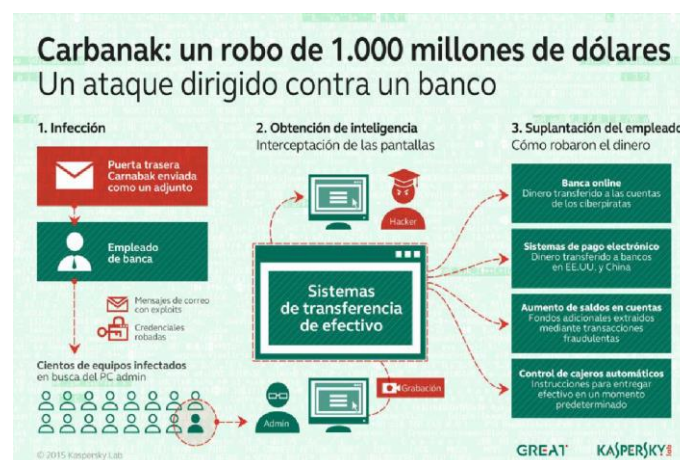 Carbanak: un robo de 1.000 millones de dólares
Un ataque dirigido contra un banco
1. Infección
Puerta trasera
Carnabak enviada
como un adjunto
Empleado
de banca
Mensajes de correo
con exploits
Credenciales
robadas
Cientos de equipos infectados
en busca del PC admin
2. Obtención de inteligencia
Interceptación de las pantallas
Hacker
Sistemas
de transferencia
de efectivo
Grabación
Admin
3. Suplantación del empleado
Cómo robaron el dinero
Banca online
Dinero transferido a las cuentas
de los ciberpiratas
Sistemas de pago electrónico
Dinero transferido a bancos
en EE.UU. y China
Aumento de saldos en cuentas
Fondos adicionales extraídos
mediante transacciones
fraudulentas
Control de cajeros automáticos
Instrucciones para entregar
efectivo en un momento
predeterminado
© 2015 Kaspersky Lab
GREAT
KASPERSKY lab